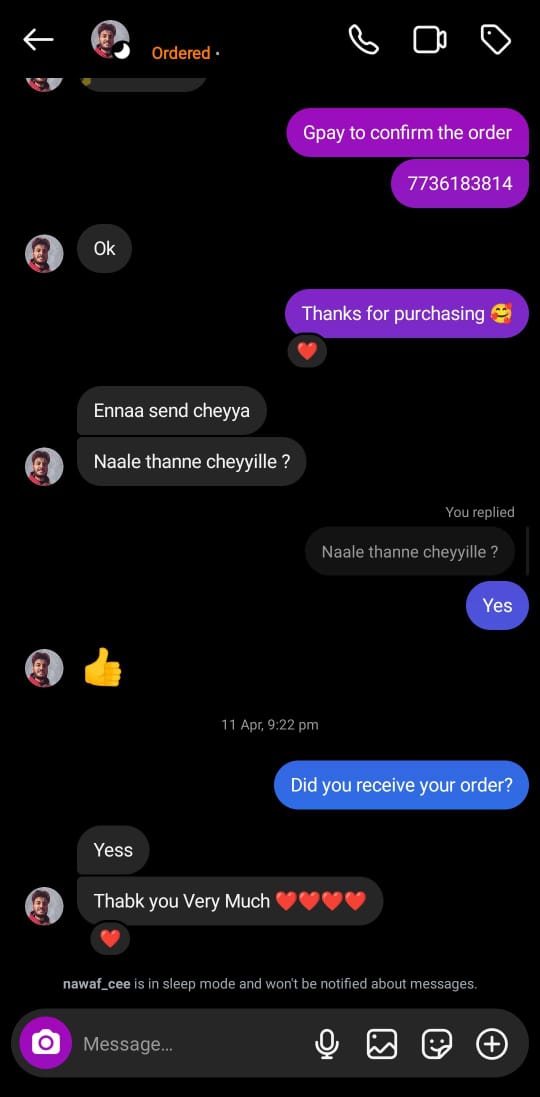 Ordered
Gpay to confirm the order
7736183814
Ok
Thanks for purchasing 🥰
❤️
Ennaa send cheyya
Naale thanne cheyyille ?
You replied
Naale thanne cheyyille ?
Yes
👍
11 Apr, 9:22 pm
Did you receive your order?
Yess
Thabk you Very Much ❤️❤️❤️❤️
❤️
nawaf_cee is in sleep mode and won't be notified about messages.
Message...